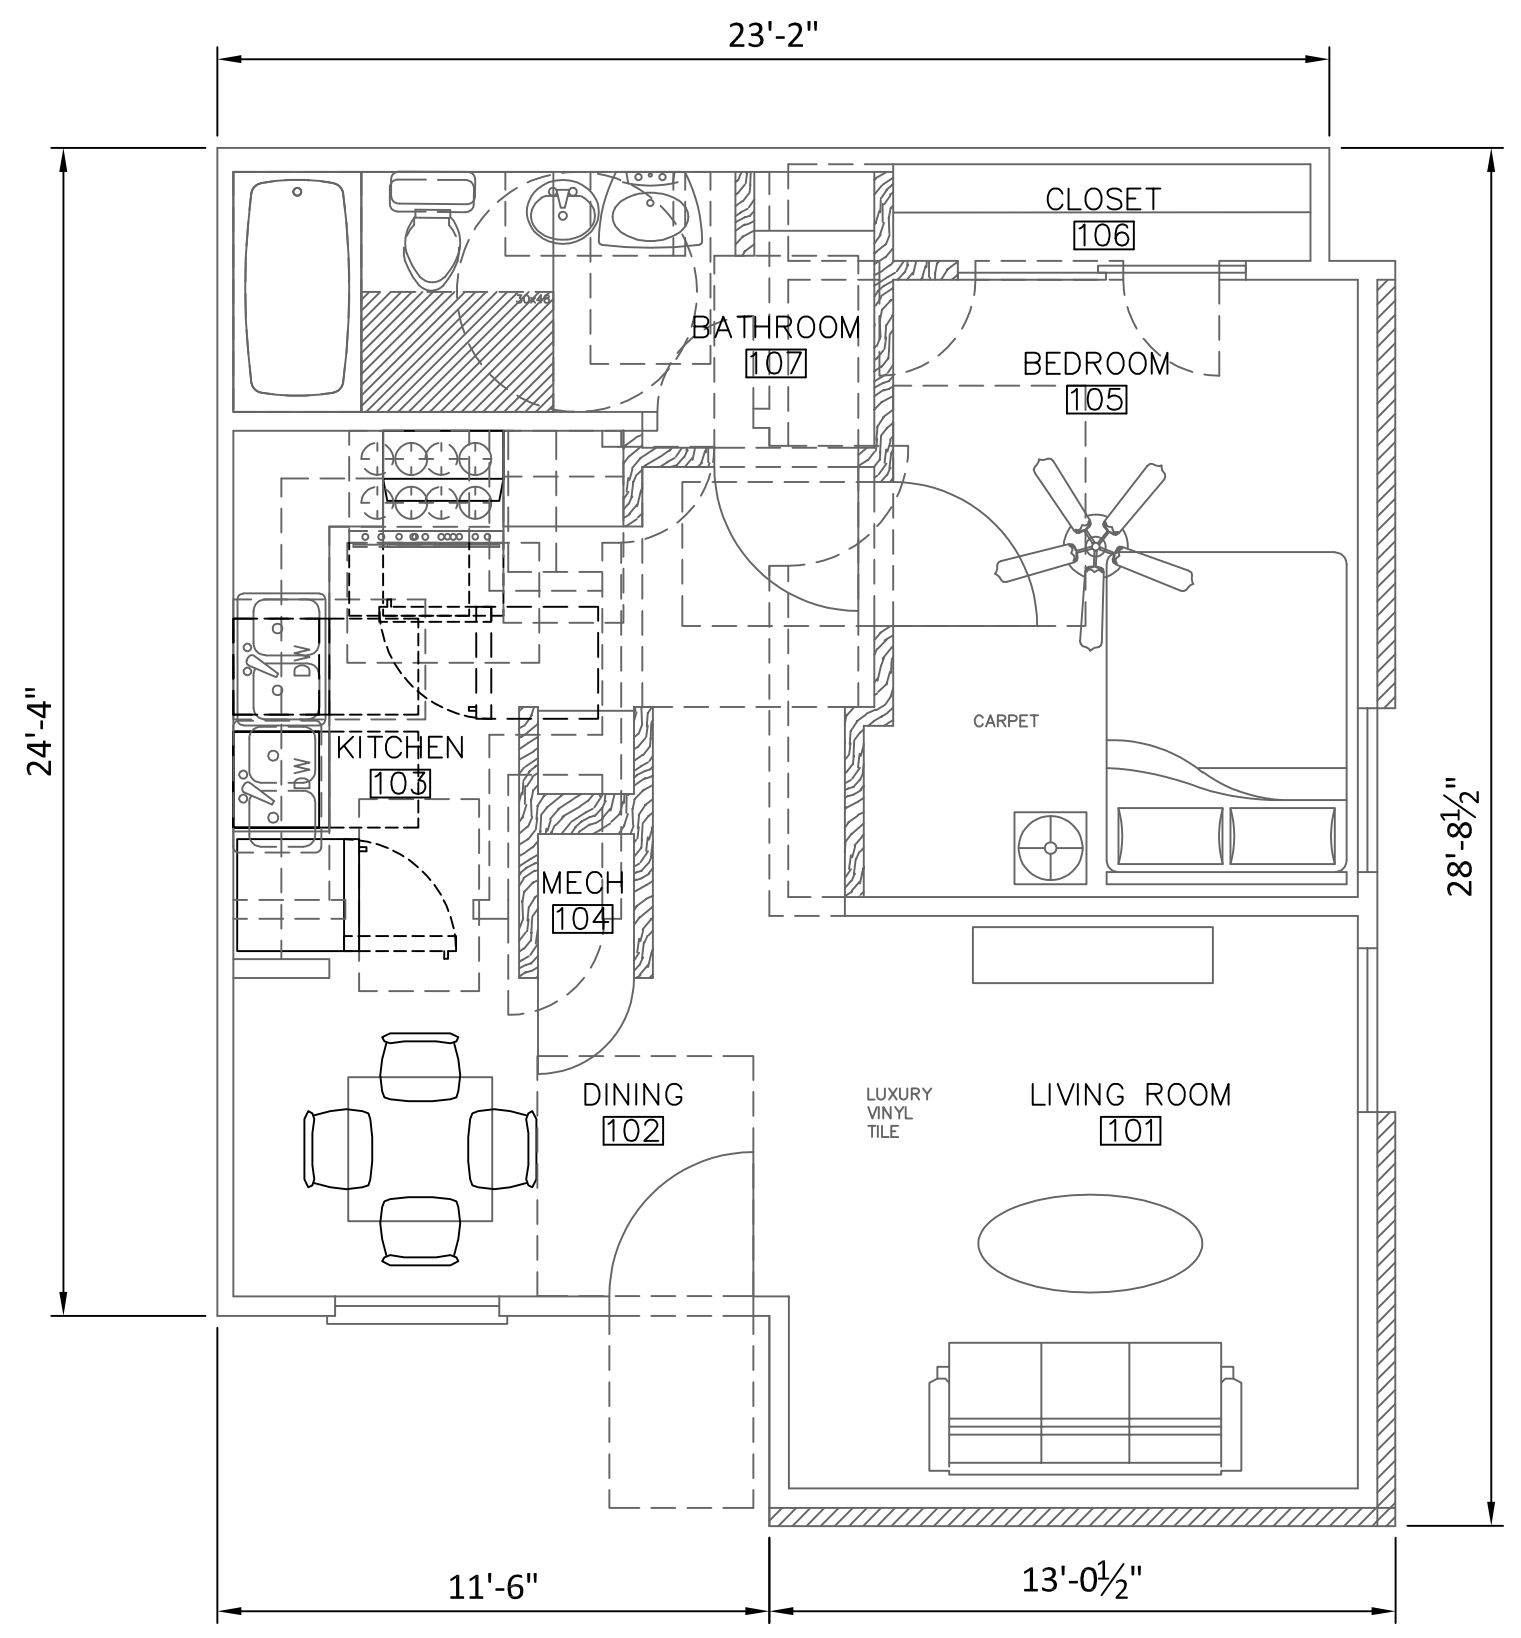 23'-2"
CLOSET
106
30x48
BATHROOM
107
BEDROOM
105
24'-4"
DW
CARPET
KITCHEN
103
DW
28'-8½"
MECH
104
DINING
102
LUXURY
VINYL
TILE
LIVING ROOM
101
11'-6"
13'-0½"